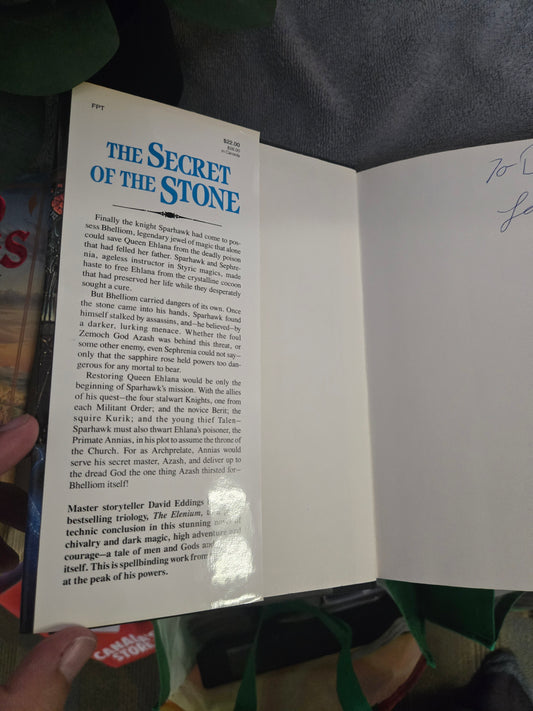 FPT
$22.00
in Canada
THE SECRET
OF THE STONE
Finally the knight Sparhawk had come to pos-
sess Bhelliom, legendary jewel of magic that alone
could save Queen Ehlana from the deadly poison
that had felled her father. Sparhawk and Sephre-
nia, ageless instructor in Styric magics, made
haste to free Ehlana from the crystalline cocoon
that had preserved her life while they desperately
sought a cure.
But Bhelliom carried dangers of its own. Once
the stone came into his hands, Sparhawk found
himself stalked by assassins, and—he believed—by
a darker, lurking menace. Whether the foul
Zemoch God Azash was behind this threat, or
some other enemy, even Sephrenia could not say—
only that the sapphire rose held powers too dan-
gerous for any mortal to bear.
Restoring Queen Ehlana would be only the
beginning of Sparhawk's mission. With the allies
of his quest—the four stalwart Knights, one from
each Militant Order; and the novice Berit; the
squire Kurik; and the young thief Talen—
Sparhawk must also thwart Ehlana's poisoner, the
Primate Annias, in his plot to assume the throne of
the Church. For as Archprelate, Annias would
serve his secret master, Azash, and deliver up to
the dread God the one thing Azash thirsted for—
Bhelliom itself!
Master storyteller David Eddings
bestselling triology, The Elenium,
technic conclusion in this stunning novel of
chivalry and dark magic, high adventure and
courage—a tale of men and Gods and
itself. This is spellbinding work from
at the peak of his powers.
To
STORE